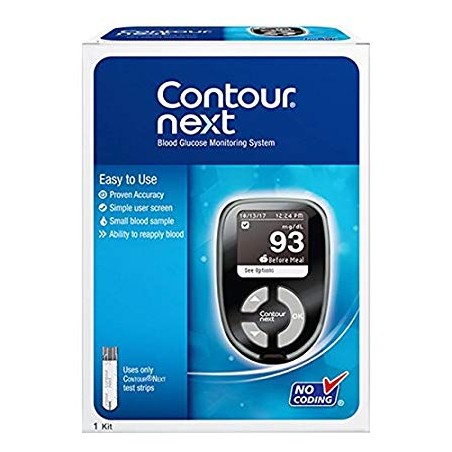 Contour®
next
Blood Glucose Monitoring System
Easy to Use
Proven Accuracy
Simple user screen
Small blood sample
Ability to reapply blood
10/13/17 12:24 PM
mg/dL
93
Before Meal
See Options
Contour
next
OK
Uses only
CONTOUR®NEXT
test strips
NO
CODING
®
1 Kit